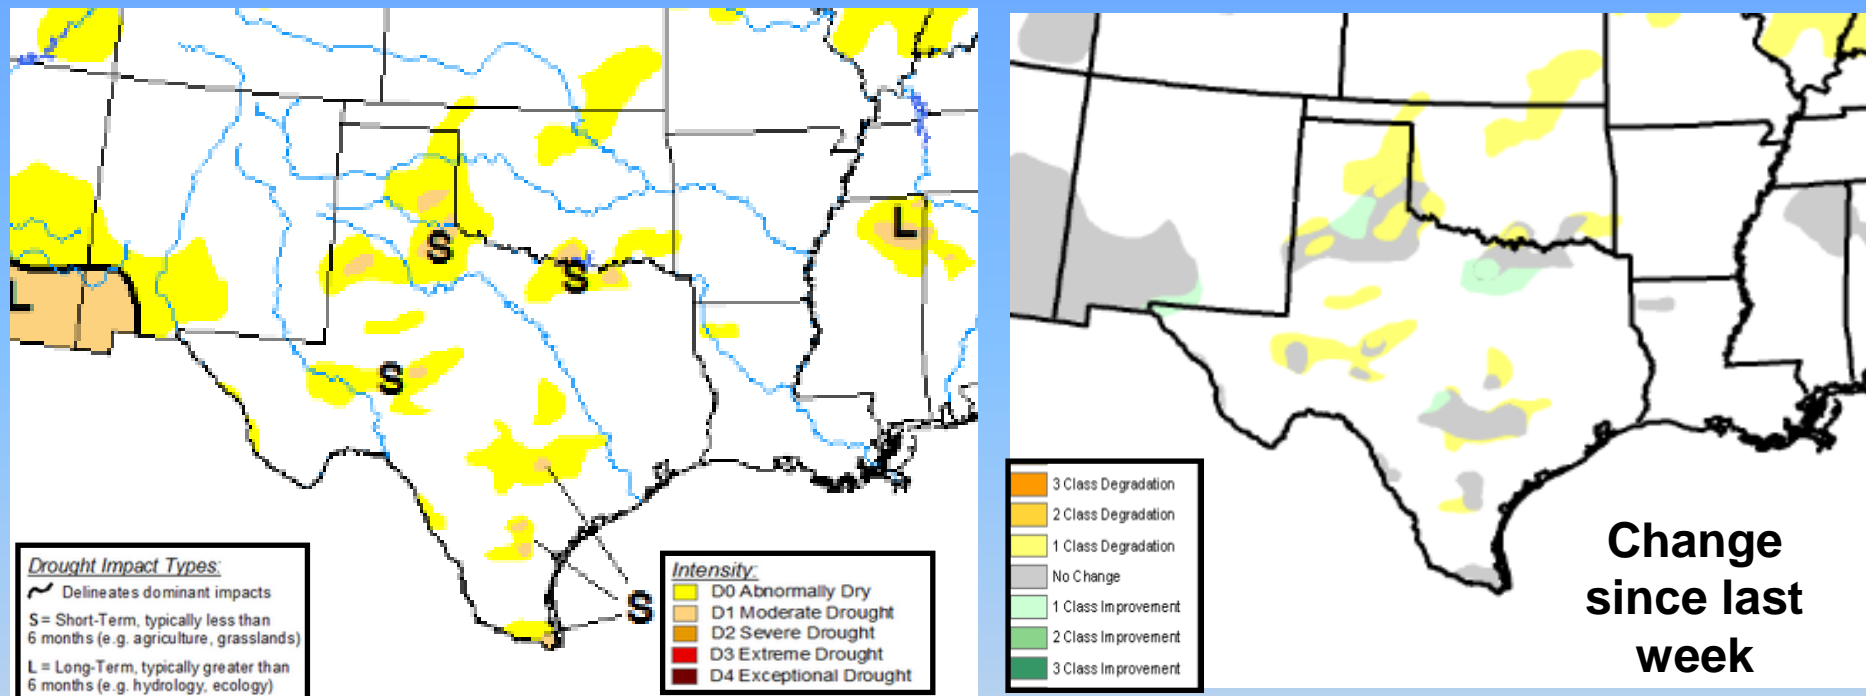 L
L
S
S
S
S
Drought Impact Types:
Delineates dominant impacts
S = Short-Term, typically less than
6 months (e.g. agriculture, grasslands)
L = Long-Term, typically greater than
6 months (e.g. hydrology, ecology)
Intensity:
D0 Abnormally Dry
D1 Moderate Drought
D2 Severe Drought
D3 Extreme Drought
D4 Exceptional Drought
3 Class Degradation
2 Class Degradation
1 Class Degradation
No Change
1 Class Improvement
2 Class Improvement
3 Class Improvement
Change
since last
week